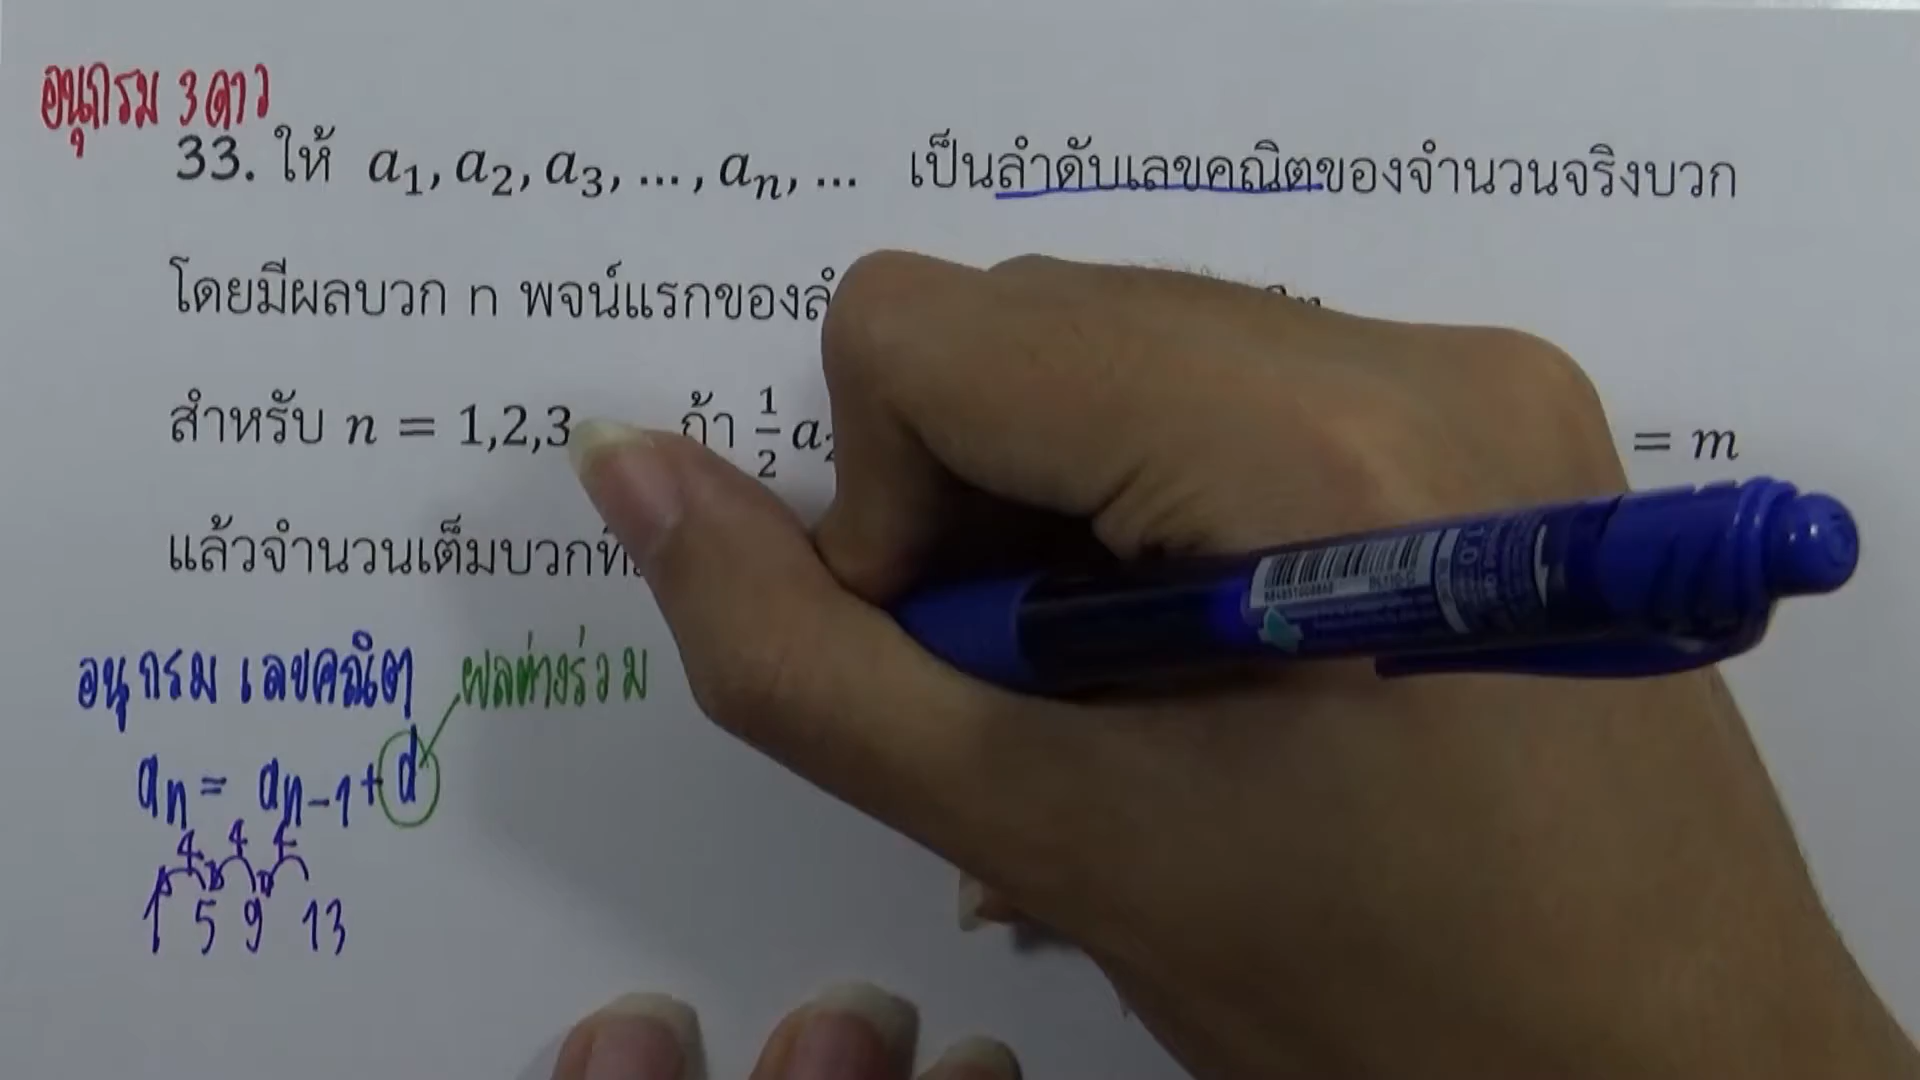 อนุกรม 3 ดาว
33. ให้ a₁, a₂, a₃, ..., aₙ, ... เป็นลำดับเลขคณิตของจำนวนจริงบวก
โดยมีผลบวก n พจน์แรกของ
สำหรับ n = 1,2,3 ถ้า 1/2 a = m
แล้วจำนวนเต็มบวก
อนุกรม เลขคณิต ผลต่างร่วม
aₙ = aₙ₋₁ + d
4 4 4
1 5 9 13